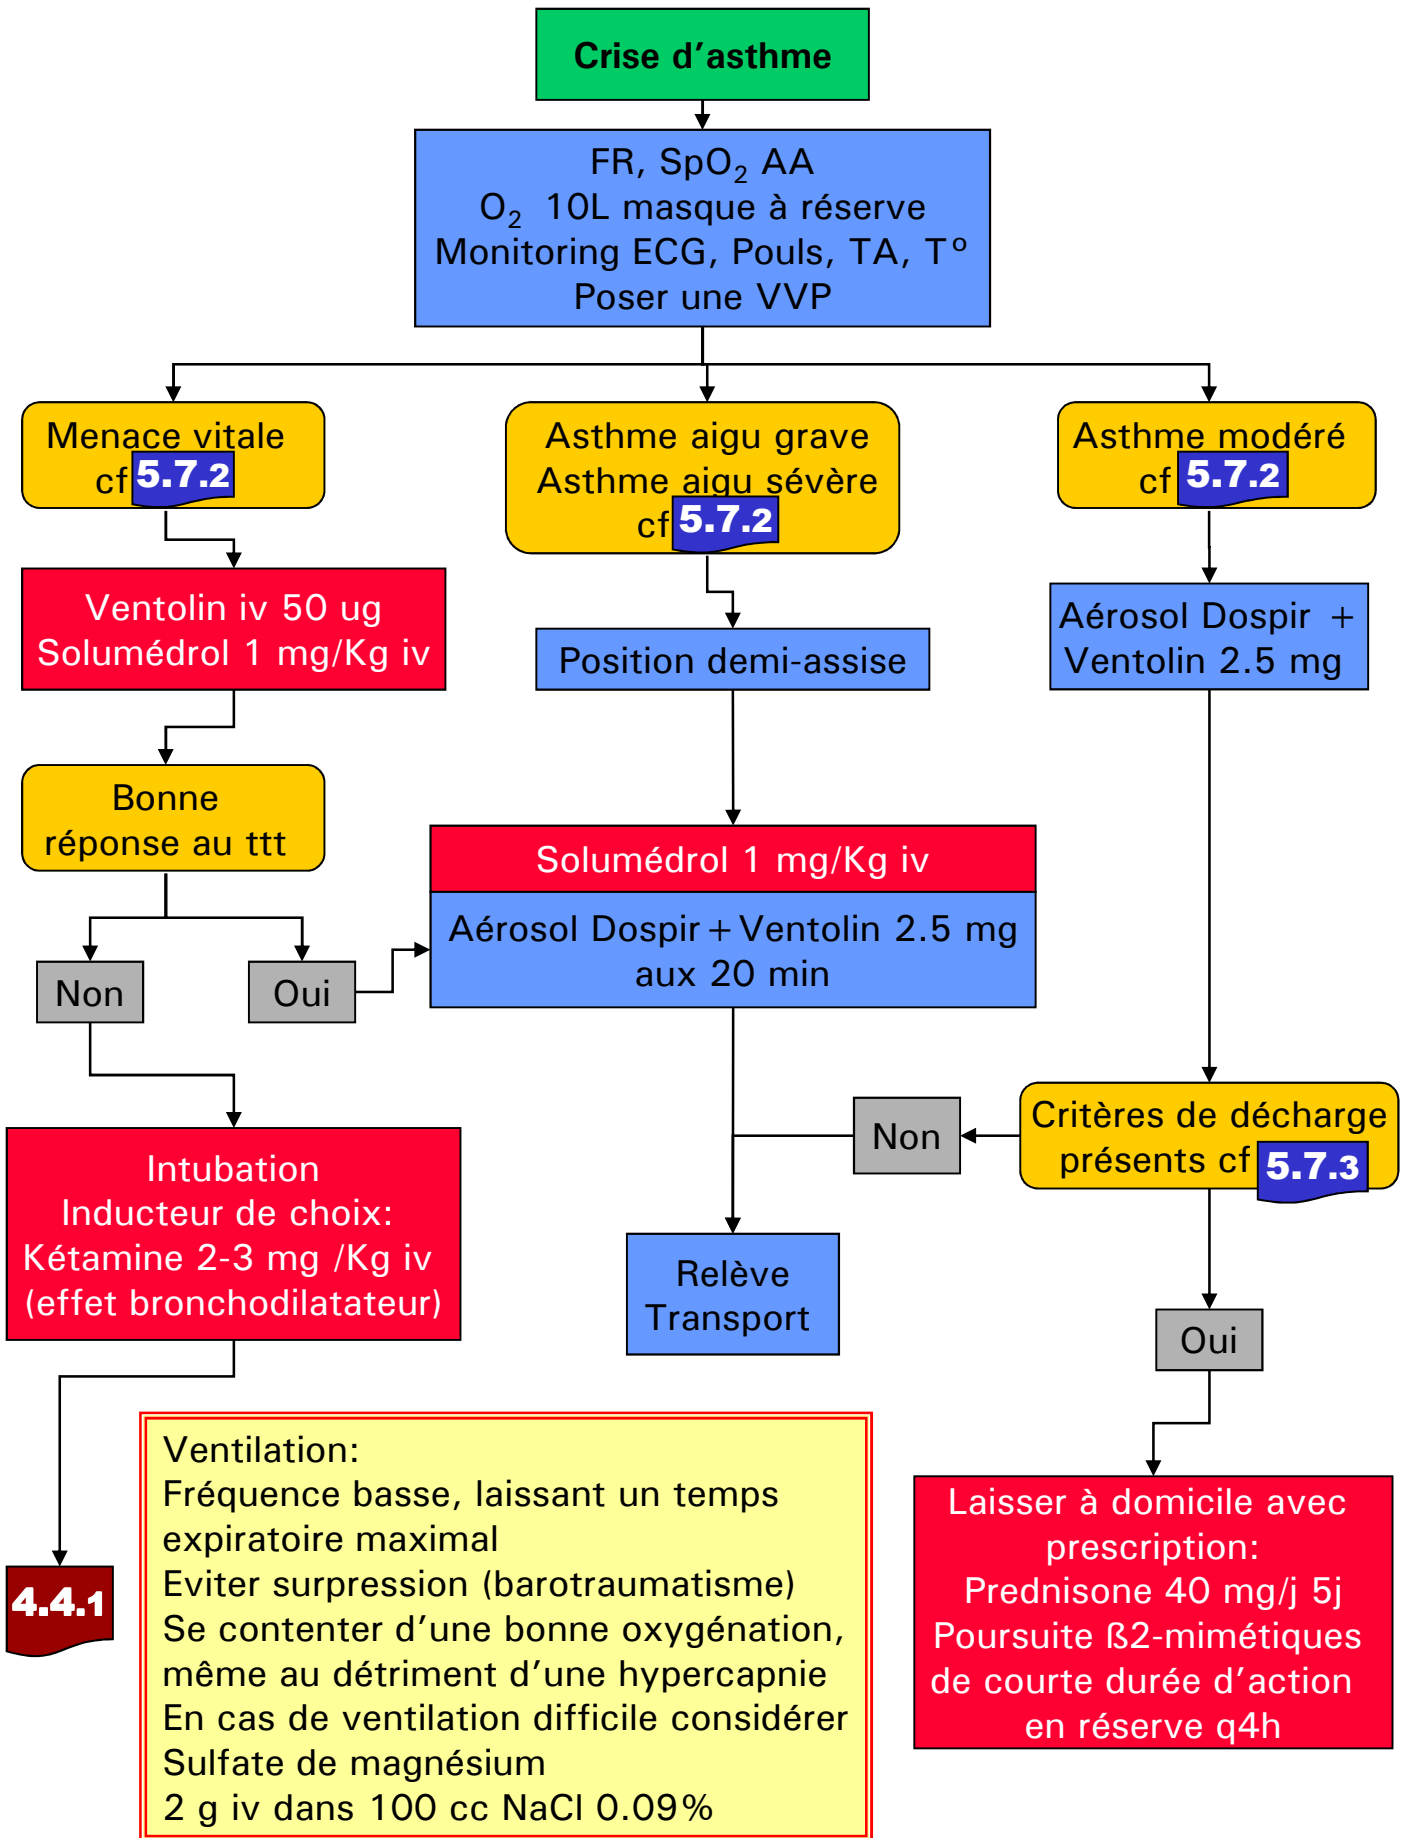 Crise d’asthme
FR, SpO2 AA
O2 10L masque à réserve
Monitoring ECG, Pouls, TA, Tº
Poser une VVP
Menace vitale
cf 5.7.2
Asthme aigu grave
Asthme aigu sévère
cf 5.7.2
Asthme modéré
cf 5.7.2
Ventolin iv 50 ug
Solumédrol 1 mg/Kg iv
Position demi-assise
Aérosol Dospir +
Ventolin 2.5 mg
Bonne
réponse au ttt
Solumédrol 1 mg/Kg iv
Aérosol Dospir+Ventolin 2.5 mg
aux 20 min
Non
Oui
Critères de décharge
présents cf 5.7.3
Non
Intubation
Inducteur de choix:
Kétamine 2-3 mg /Kg iv
(effet bronchodilatateur)
Relève
Transport
Oui
4.4.1
Ventilation:
Fréquence basse, laissant un temps
expiratoire maximal
Eviter surpression (barotraumatisme)
Se contenter d’une bonne oxygénation,
même au détriment d’une hypercapnie
En cas de ventilation difficile considérer
Sulfate de magnésium
2 g iv dans 100 cc NaCl 0.09%
Laisser à domicile avec
prescription:
Prednisone 40 mg/j 5j
Poursuite ß2-mimétiques
de courte durée d’action
en réserve q4h